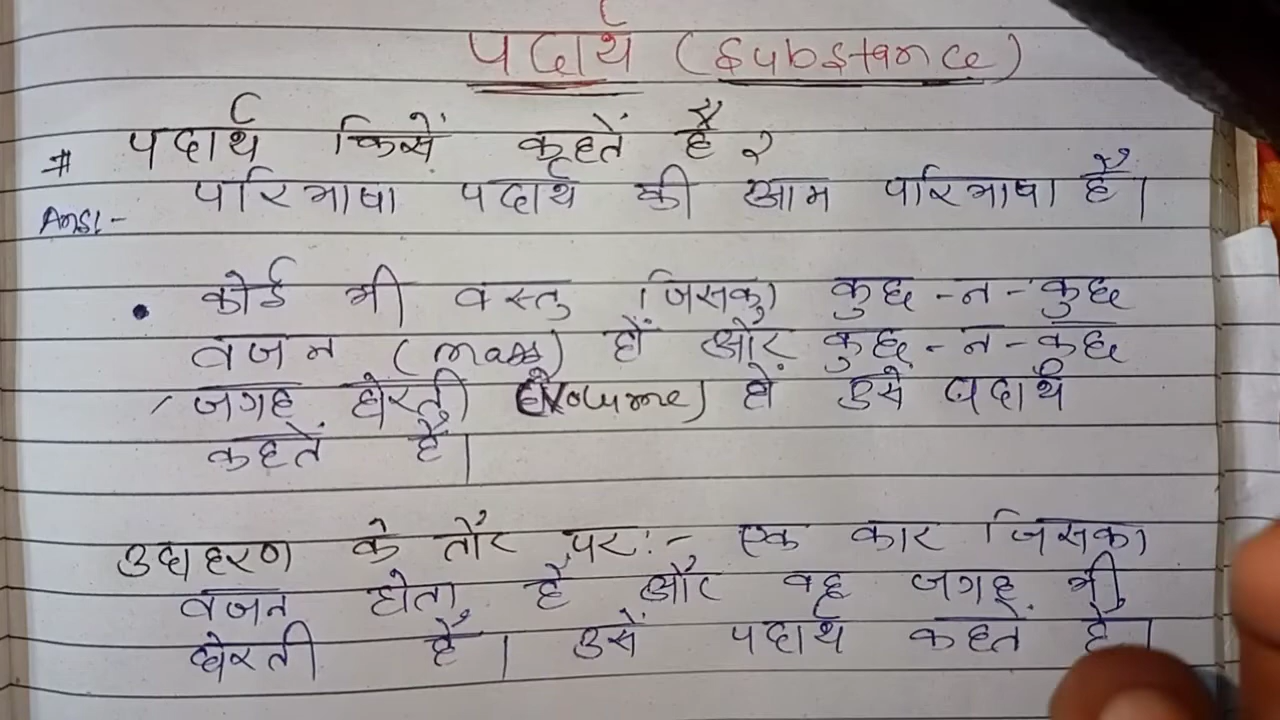 पदार्थ (Substance)
# पदार्थ किसें कहतें है ?
Ans:- परिभाषा पदार्थ की आम परिभाषा है।
• कोई भी वस्तु जिसका कुछ-न-कुछ
वजन (mass) हों और कुछ-न-कुछ
जगह घेरती (Volume) हो उसे पदार्थ
कहतें है।
उदाहरण के तौर पर:- एक कार जिसका
वजन होता है और वह जगह भी
घेरती है। उसें पदार्थ कहते है।